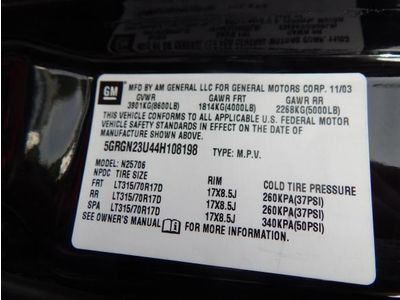 GM
MFD BY AM GENERAL LLC FOR GENERAL MOTORS CORP. 11/03
GVWR GAWR FRT GAWR RR
3901KG(8600LB) 1814KG(4000LB) 2268KG(5000LB)
THIS VEHICLE CONFORMS TO ALL APPLICABLE U.S. FEDERAL MOTOR
VEHICLE SAFETY STANDARDS IN EFFECT ON THE DATE OF
MANUFACTURE SHOWN ABOVE.
5GRGN23U44H108198 TYPE: M.P.V.
MODEL: N25706
NPDC TIRE SIZE RIM COLD TIRE PRESSURE
FRT LT315/70R17D 17X8.5J 260KPA(37PSI)
RR LT315/70R17D 17X8.5J 260KPA(37PSI)
SPA LT315/70R17D 17X8.5J 340KPA(50PSI)
SEE OWNER'S MANUAL FOR MORE INFORMATION.